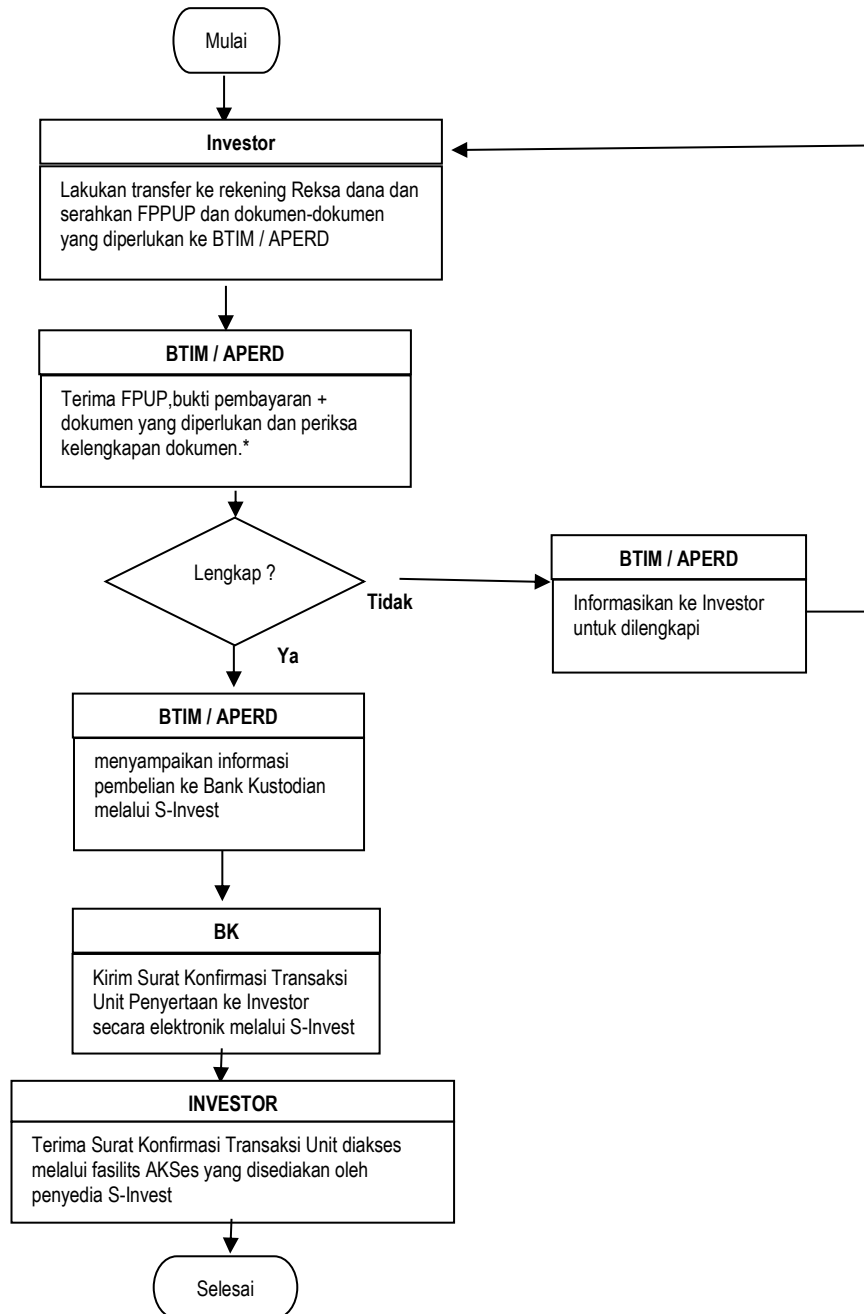 Mulai
Investor
Lakukan transfer ke rekening Reksa dana dan
serahkan FPPUP dan dokumen-dokumen
yang diperlukan ke BTIM / APERD
BTIM / APERD
Terima FPUP,bukti pembayaran +
dokumen yang diperlukan dan periksa
kelengkapan dokumen.*
Lengkap ?
Tidak
BTIM / APERD
Informasikan ke Investor
untuk dilengkapi
Ya
BTIM / APERD
menyampaikan informasi
pembelian ke Bank Kustodian
melalui S-Invest
BK
Kirim Surat Konfirmasi Transaksi
Unit Penyertaan ke Investor
secara elektronik melalui S-Invest
INVESTOR
Terima Surat Konfirmasi Transaksi Unit diakses
melalui fasilits AKSes yang disediakan oleh
penyedia S-Invest
Selesai